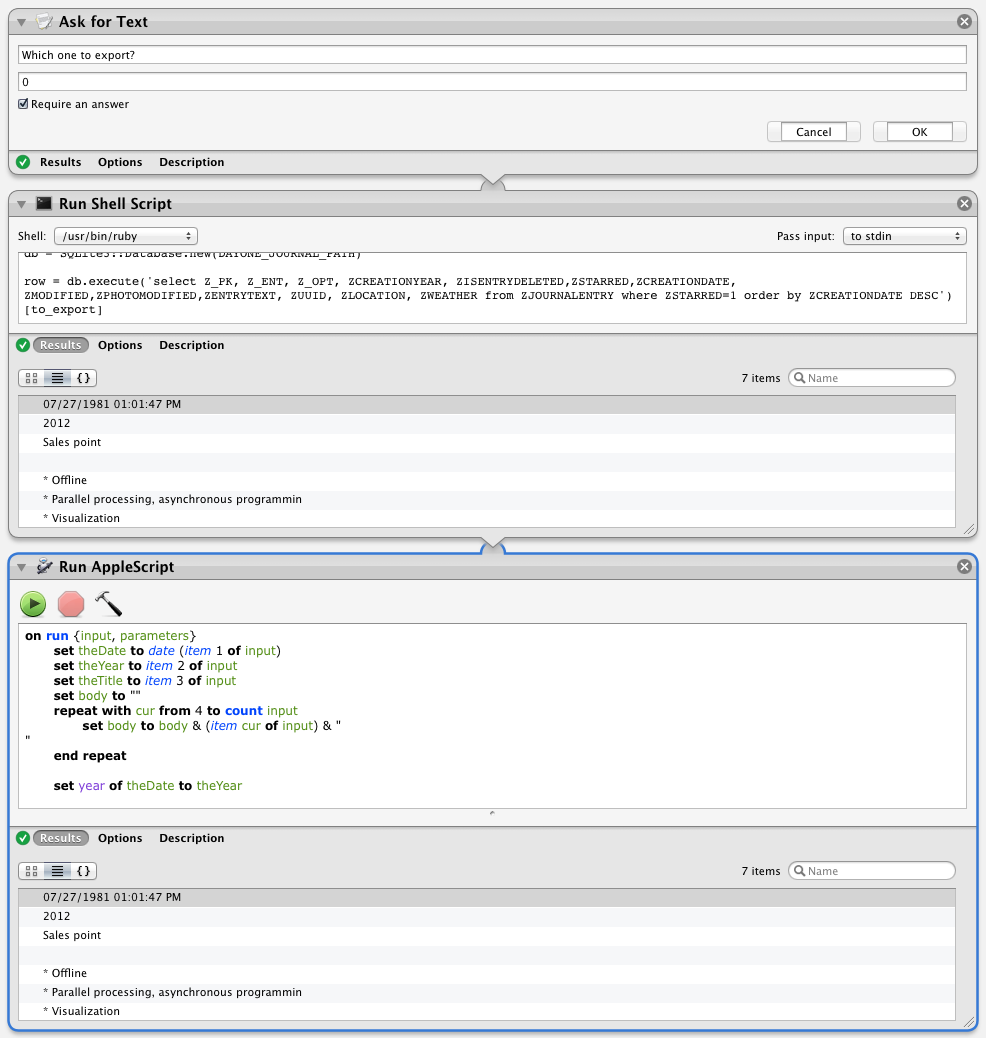 Ask for Text
Which one to export?
0
Require an answer
Cancel OK
Results Options Description
Run Shell Script
Shell: /usr/bin/ruby Pass input: to stdin
db = SQLite3::Database.new(DAYONE_JOURNAL_PATH)
row = db.execute('select Z_PK, Z_ENT, Z_OPT, ZCREATIONYEAR, ZISENTRYDELETED,ZSTARRED,ZCREATIONDATE,
ZMODIFIED,ZPHOTOMODIFIED,ZENTRYTEXT, ZUUID, ZLOCATION, ZWEATHER from ZJOURNALENTRY where ZSTARRED=1 order by ZCREATIONDATE DESC')
[to_export]
Results Options Description
{} 7 items Name
07/27/1981 01:01:47 PM
2012
Sales point
* Offline
* Parallel processing, asynchronous programmin
* Visualization
Run AppleScript
on run {input, parameters}
set theDate to date (item 1 of input)
set theYear to item 2 of input
set theTitle to item 3 of input
set body to ""
repeat with cur from 4 to count input
set body to body & (item cur of input) & "
"
end repeat
set year of theDate to theYear
Results Options Description
{} 7 items Name
07/27/1981 01:01:47 PM
2012
Sales point
* Offline
* Parallel processing, asynchronous programmin
* Visualization